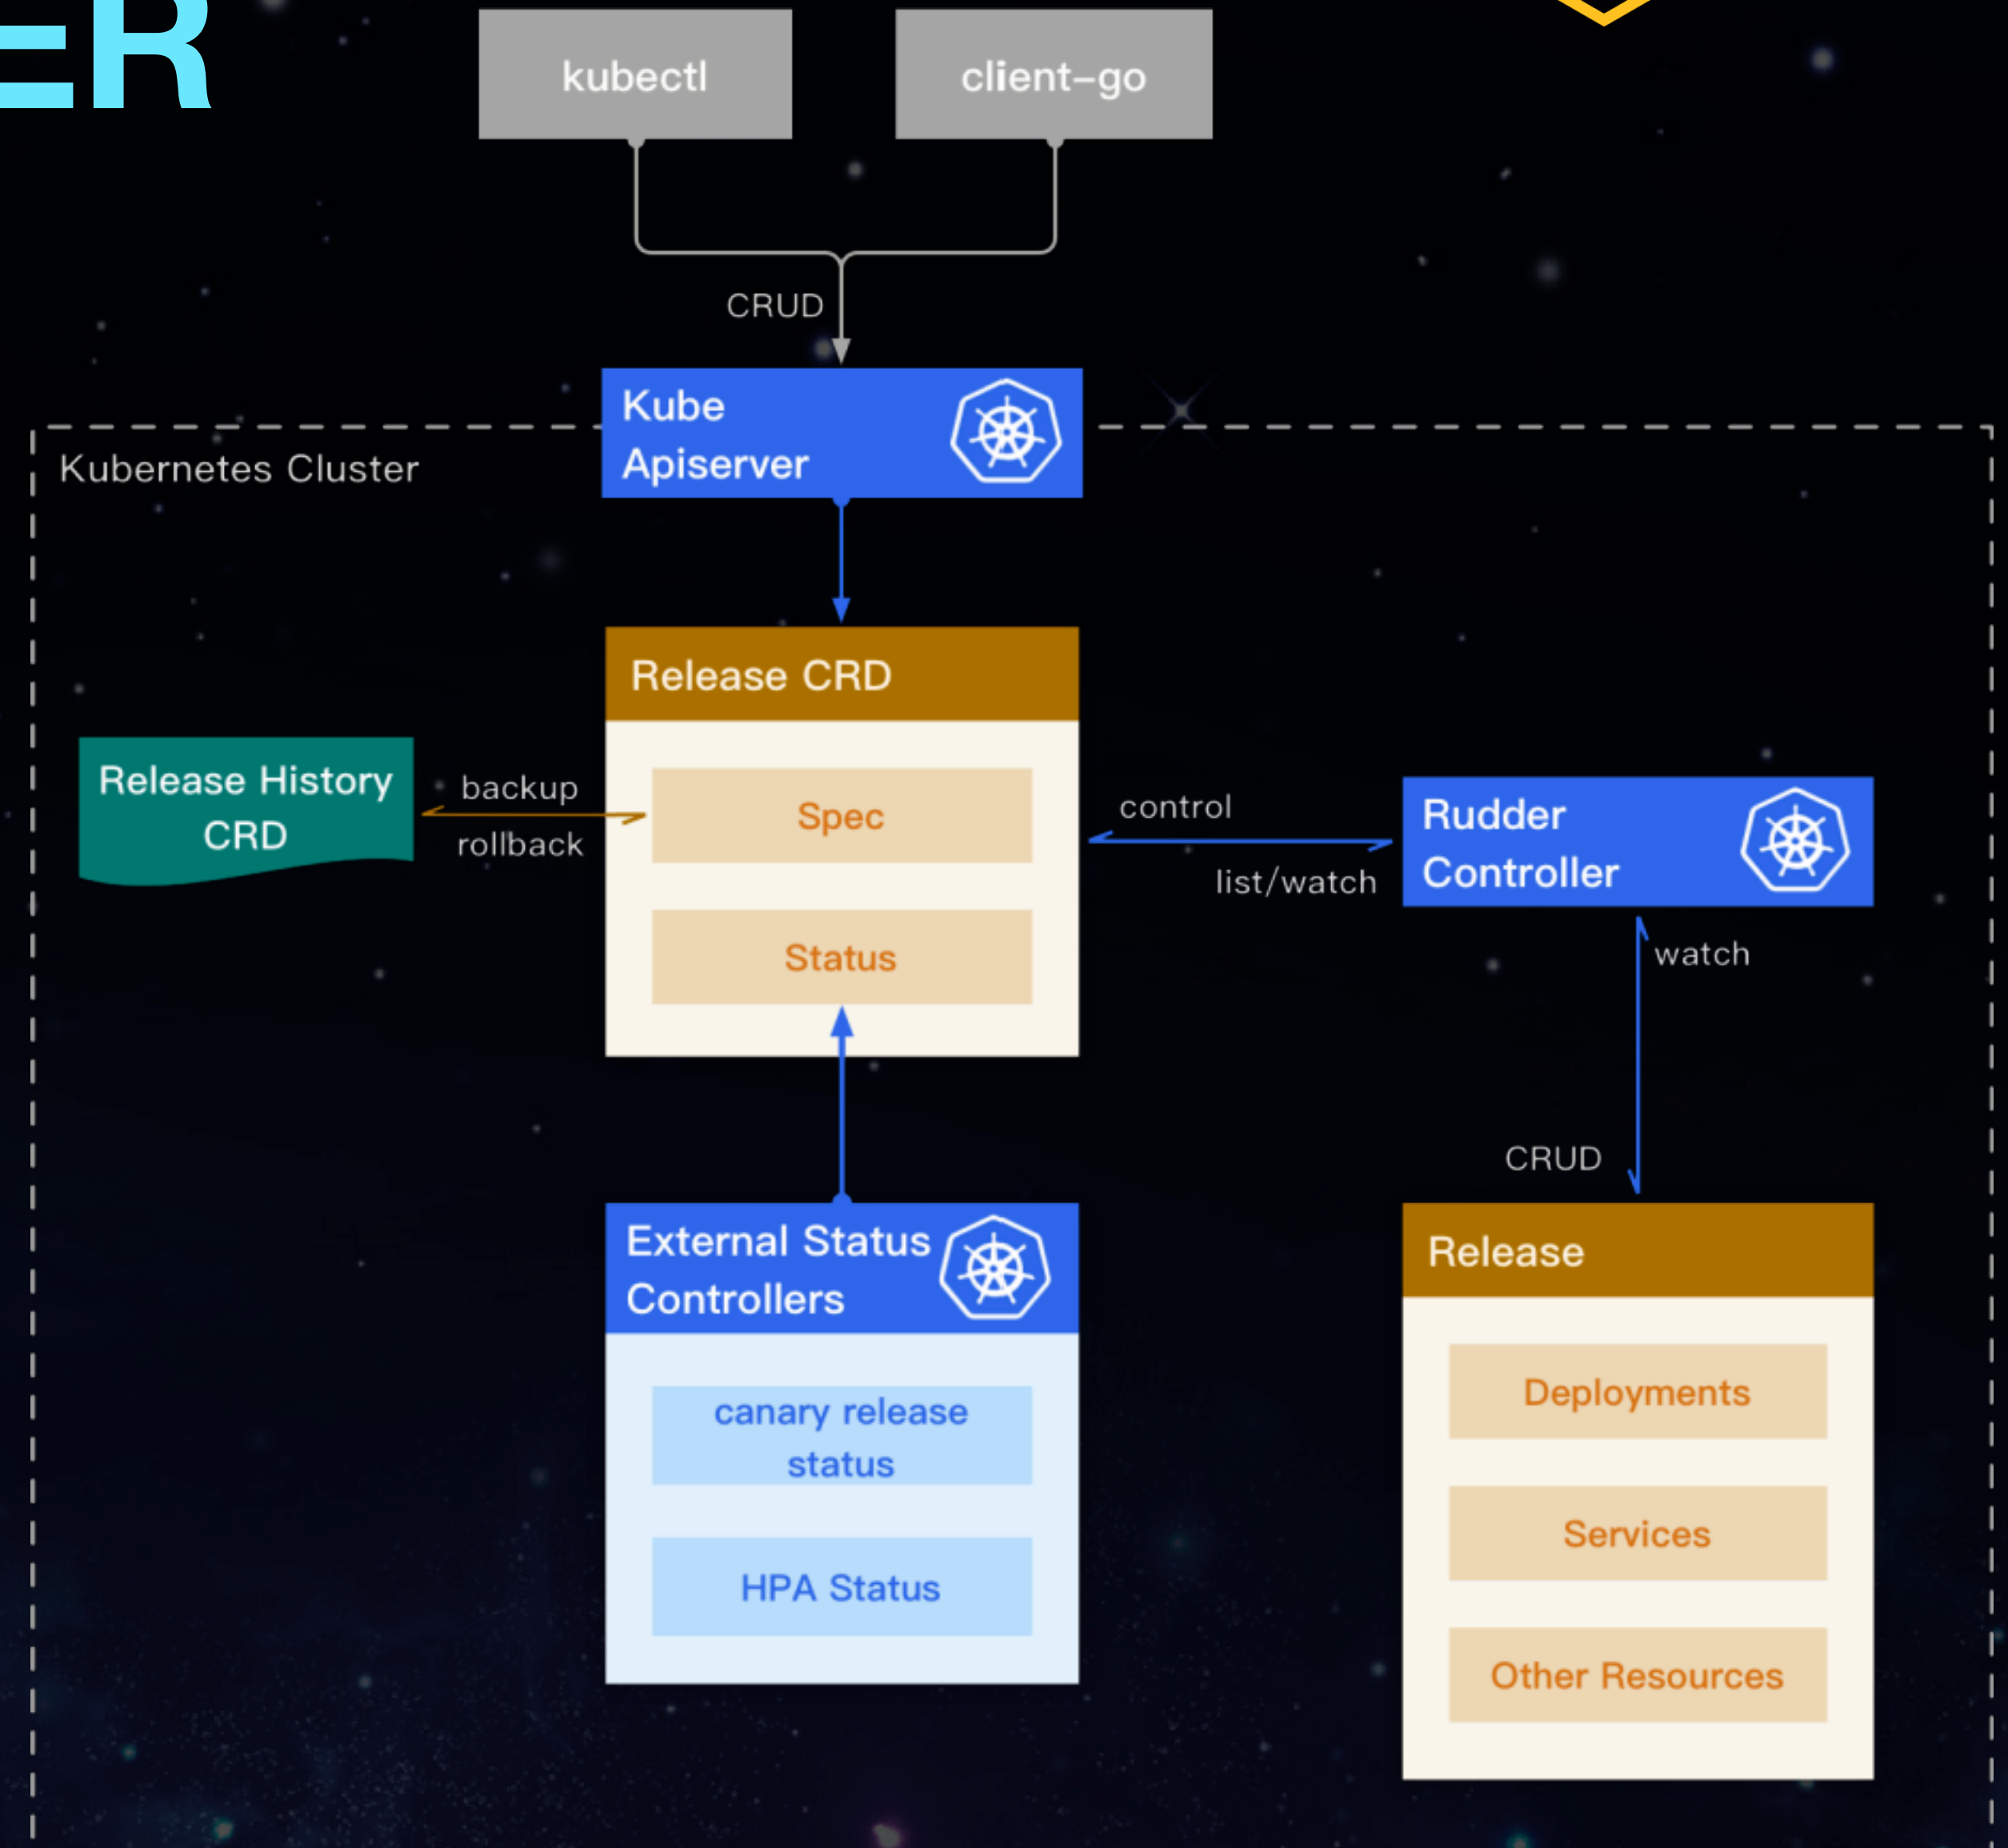 ER
kubectl
client-go
CRUD
Kube
Apiserver
Kubernetes Cluster
Release CRD
Release History
CRD
backup
rollback
Spec
Status
control
list/watch
Rudder
Controller
watch
CRUD
External Status
Controllers
canary release
status
HPA Status
Release
Deployments
Services
Other Resources